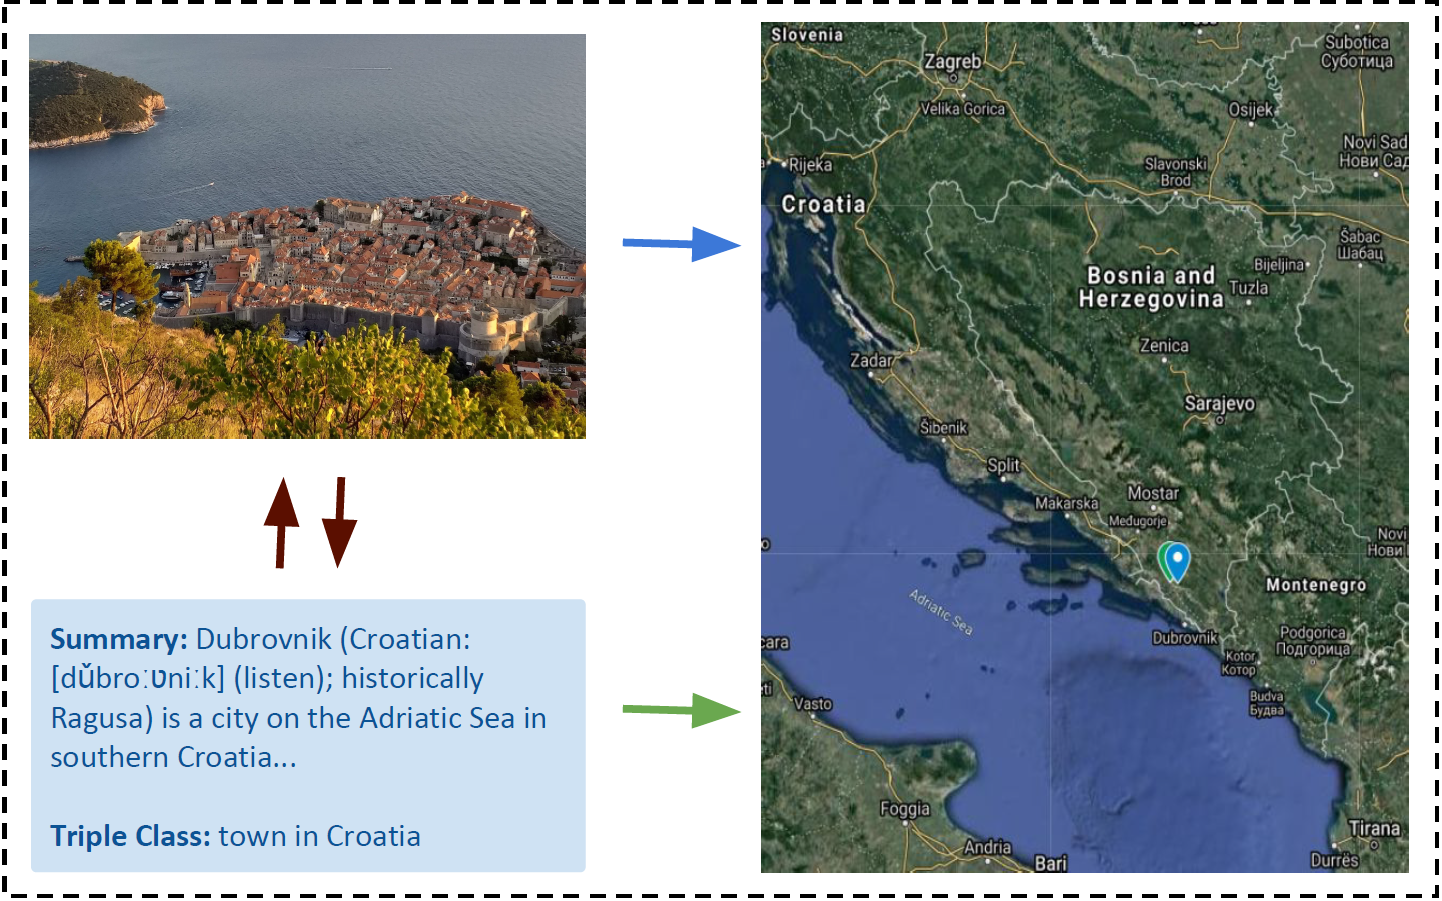 Summary: Dubrovnik (Croatian:
[dǔbroːʋniːk] (listen); historically
Ragusa) is a city on the Adriatic Sea in
southern Croatia...
Triple Class: town in Croatia
Slovenia
Zagreb
Velika Gorica
Subotica
Суботица
Osijek
Novi Sad
Нови Сад
Rijeka
Slavonski
Brod
Croatia
Šabac
Шабац
Bijeljina
Bosnia and
Herzegovina
Tuzla
Zenica
Zadar
Sarajevo
Šibenik
Split
Makarska
Mostar
Međugorje
Novi
Нови
Adriatic Sea
Montenegro
Dubrovnik
Podgorica
Подгорица
Kotor
Котор
Budva
Будва
cara
Vasto
Foggia
Andria
Bari
Tirana
Durrës